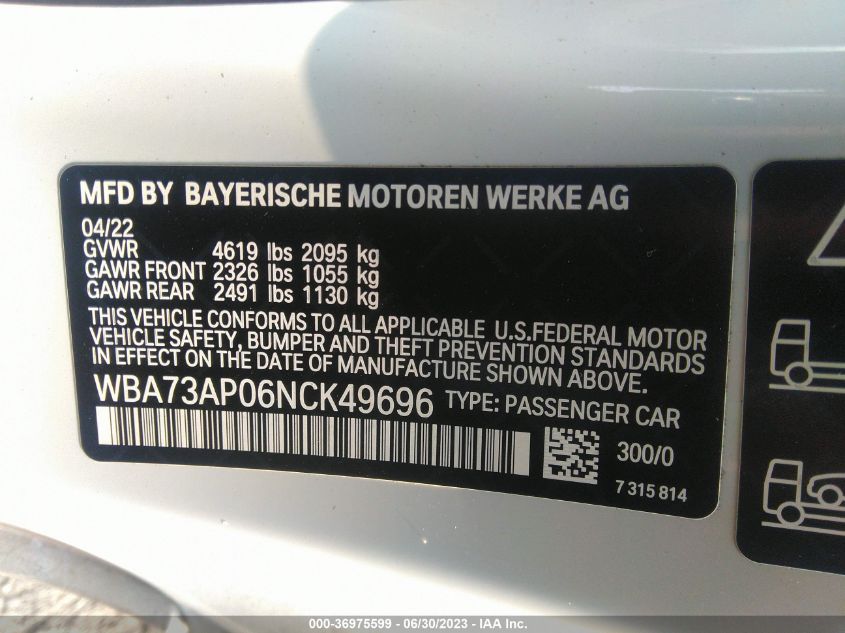 MFD BY BAYERISCHE MOTOREN WERKE AG
04/22
GVWR 4619 lbs 2095 kg
GAWR FRONT 2326 lbs 1055 kg
GAWR REAR 2491 lbs 1130 kg
THIS VEHICLE CONFORMS TO ALL APPLICABLE U.S.FEDERAL MOTOR
VEHICLE SAFETY, BUMPER AND THEFT PREVENTION STANDARDS
IN EFFECT ON THE DATE OF MANUFACTURE SHOWN ABOVE.
WBA73AP06NCK49696 TYPE: PASSENGER CAR
300/0
7 315 814
000-36975599 - 06/30/2023 - IAA Inc.